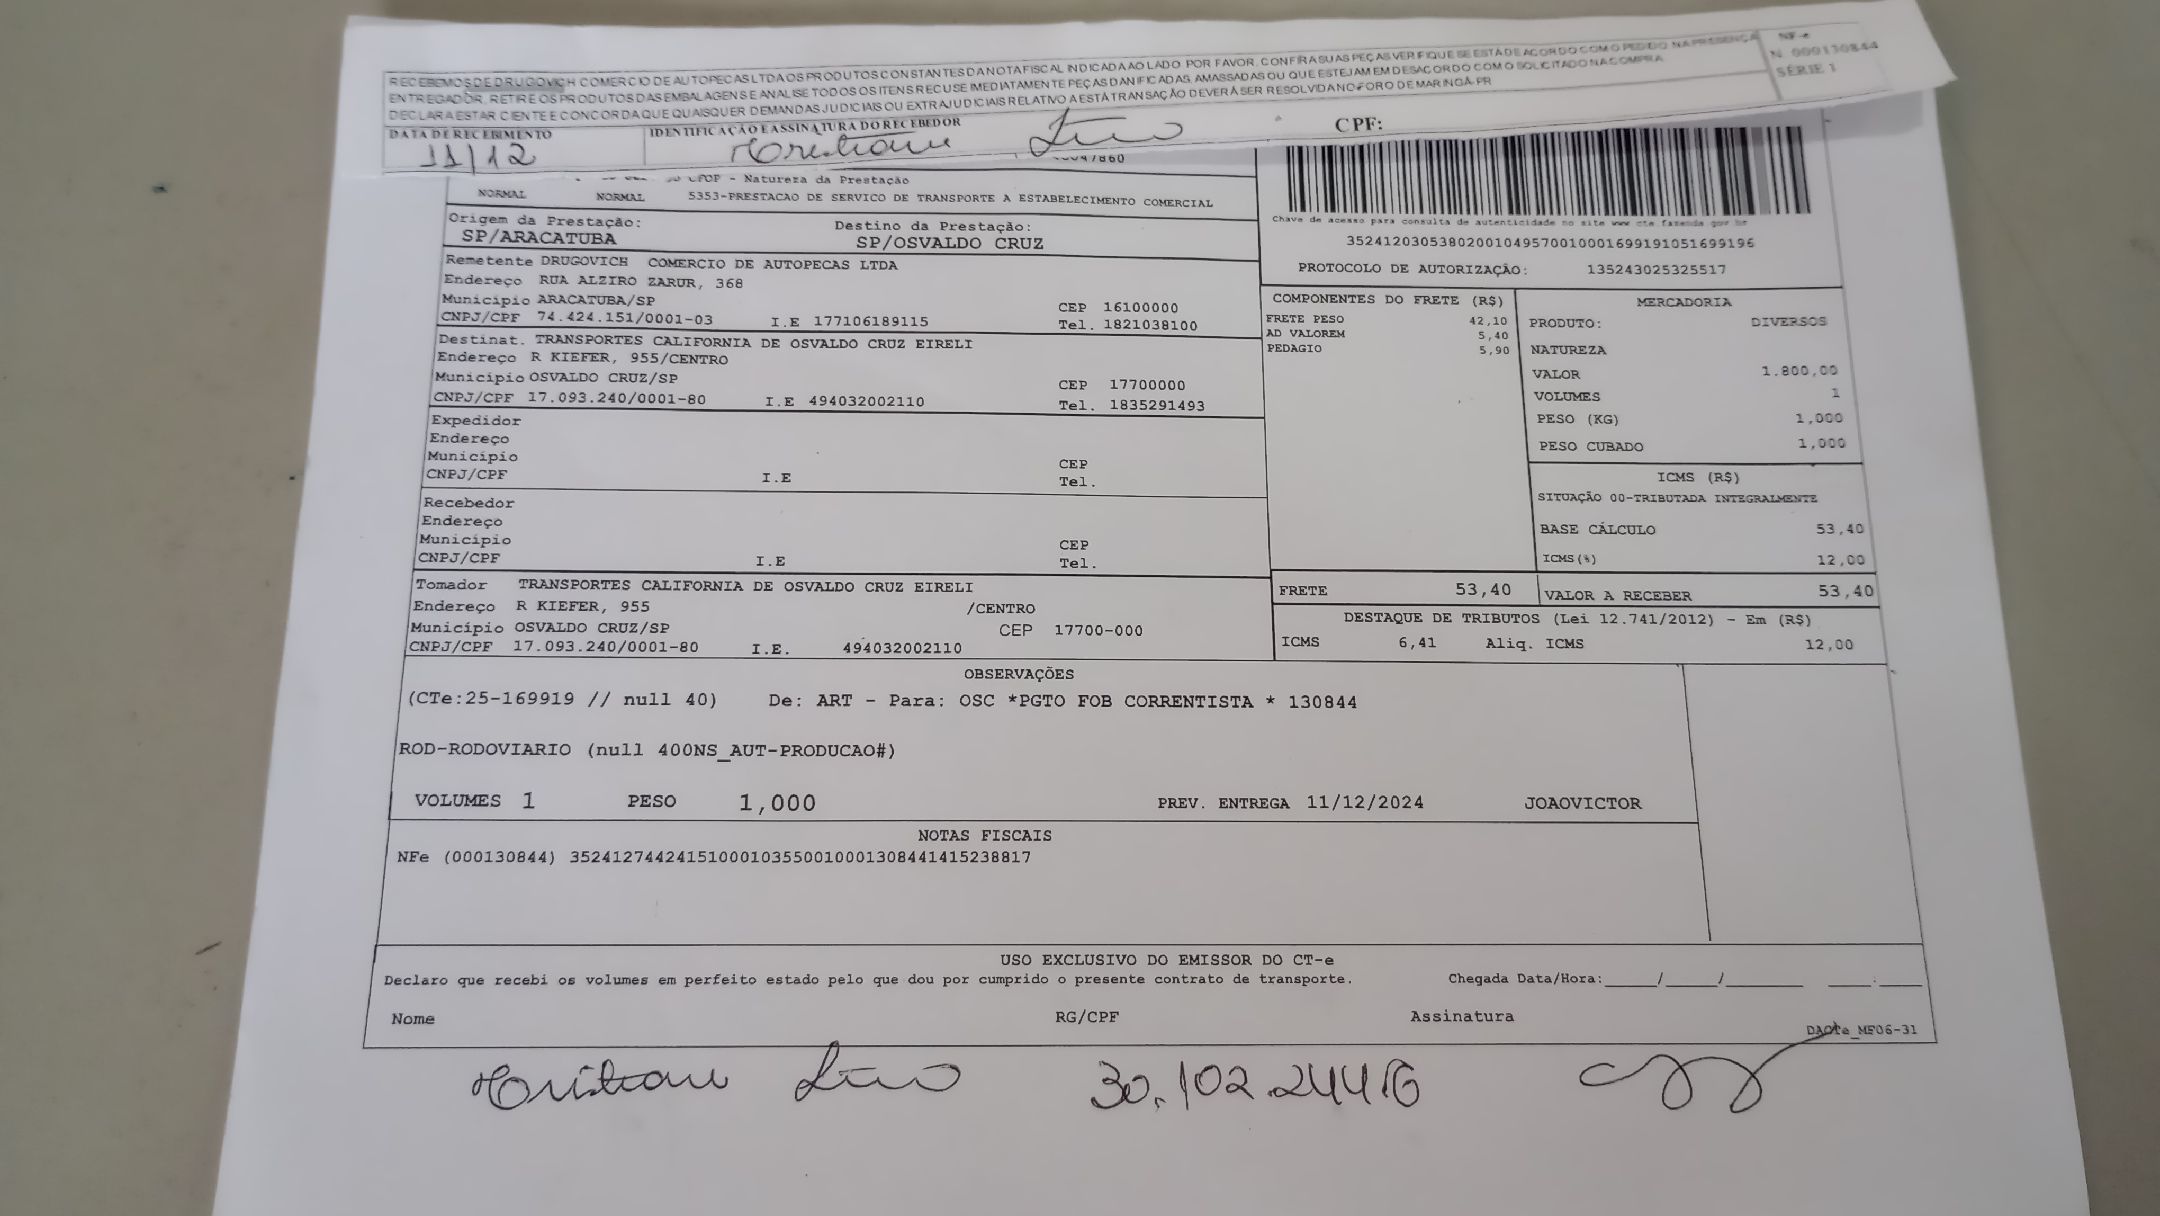 RECEBEMOS DE DRUGOVICH COMERCIO DE AUTOPECAS LTDA OS PRODUTOS CONSTANTES DA NOTA FISCAL INDICADA AO LADO. POR FAVOR, CONFIRA SUAS PEÇAS VERIFIQUE SE ESTÁ DE ACORDO COM O PEDIDO NA PRESENÇA
ENTREGADOR, RETIRE OS PRODUTOS DAS EMBALAGENS E ANALISE TODOS OS ITENS RECUSE IMEDIATAMENTE PEÇAS DANIFICADAS, AMASSADAS OU QUE ESTEJAM EM DESACORDO COM O SOLICITADO NA COMPRA.
DECLARA ESTAR CIENTE E CONCORDA QUE QUAISQUER DEMANDAS JUDICIAIS OU EXTRAJUDICIAIS RELATIVO A ESTÁ TRANSAÇÃO DEVERÁ SER RESOLVIDA NO FORO DE MARINGÁ-PR
NF-e
N. 000130844
SÉRIE 1
DATA DE RECEBIMENTO IDENTIFICAÇÃO E ASSINATURA DO RECEBEDOR CPF:
11/12
CFOP - Natureza da Prestação
NORMAL NORMAL 5353-PRESTACAO DE SERVICO DE TRANSPORTE A ESTABELECIMENTO COMERCIAL
Origem da Prestação: Destino da Prestação:
SP/ARACATUBA SP/OSVALDO CRUZ
Chave de acesso para consulta de autenticidade no site www cte fazenda gov br
35241203053802001049570010001699191051699196
PROTOCOLO DE AUTORIZAÇÃO: 135243025325517
Remetente DRUGOVICH COMERCIO DE AUTOPECAS LTDA
Endereço RUA ALZIRO ZARUR, 368
Município ARACATUBA/SP CEP 16100000
CNPJ/CPF 74.424.151/0001-03 I.E 177106189115 Tel. 1821038100
Destinat. TRANSPORTES CALIFORNIA DE OSVALDO CRUZ EIRELI
Endereço R KIEFER, 955/CENTRO
Município OSVALDO CRUZ/SP CEP 17700000
CNPJ/CPF 17.093.240/0001-80 I.E 494032002110 Tel. 1835291493
Expedidor
Endereço
Município CEP
CNPJ/CPF I.E Tel.
Recebedor
Endereço
Município CEP
CNPJ/CPF I.E Tel.
Tomador TRANSPORTES CALIFORNIA DE OSVALDO CRUZ EIRELI
Endereço R KIEFER, 955 /CENTRO
Município OSVALDO CRUZ/SP CEP 17700-000
CNPJ/CPF 17.093.240/0001-80 I.E. 494032002110
COMPONENTES DO FRETE (R$)
FRETE PESO 42,10
AD VALOREM 5,40
PEDAGIO 5,90
MERCADORIA
PRODUTO: DIVERSOS
NATUREZA
VALOR 1.800,00
VOLUMES 1
PESO (KG) 1,000
PESO CUBADO 1,000
ICMS (R$)
SITUAÇÃO 00-TRIBUTADA INTEGRALMENTE
BASE CÁLCULO 53,40
ICMS(%) 12,00
FRETE 53,40 VALOR A RECEBER 53,40
DESTAQUE DE TRIBUTOS (Lei 12.741/2012) - Em (R$)
ICMS 6,41 Aliq. ICMS 12,00
OBSERVAÇÕES
(CTe:25-169919 // null 40) De: ART - Para: OSC *PGTO FOB CORRENTISTA * 130844
ROD-RODOVIARIO (null 400NS_AUT-PRODUCAO#)
VOLUMES 1 PESO 1,000 PREV. ENTREGA 11/12/2024 JOAOVICTOR
NOTAS FISCAIS
NFe (000130844) 35241274424151000103550010001308441415238817
USO EXCLUSIVO DO EMISSOR DO CT-e
Declaro que recebi os volumes em perfeito estado pelo que dou por cumprido o presente contrato de transporte. Chegada Data/Hora:_____/_____/________ ____:____
Nome RG/CPF Assinatura
DACte_MF06-31
30.102.244.16